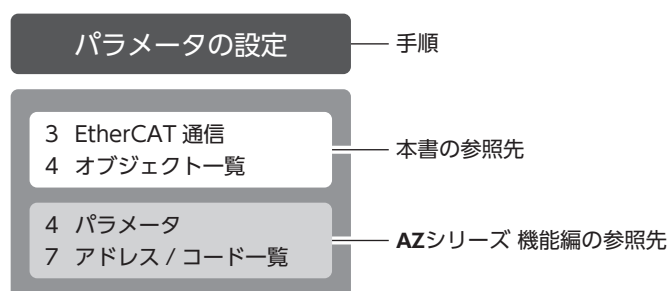 パラメータの設定
手順
3 EtherCAT 通信
4 オブジェクト一覧
本書の参照先
4 パラメータ
7 アドレス / コード一覧
AZシリーズ 機能編の参照先